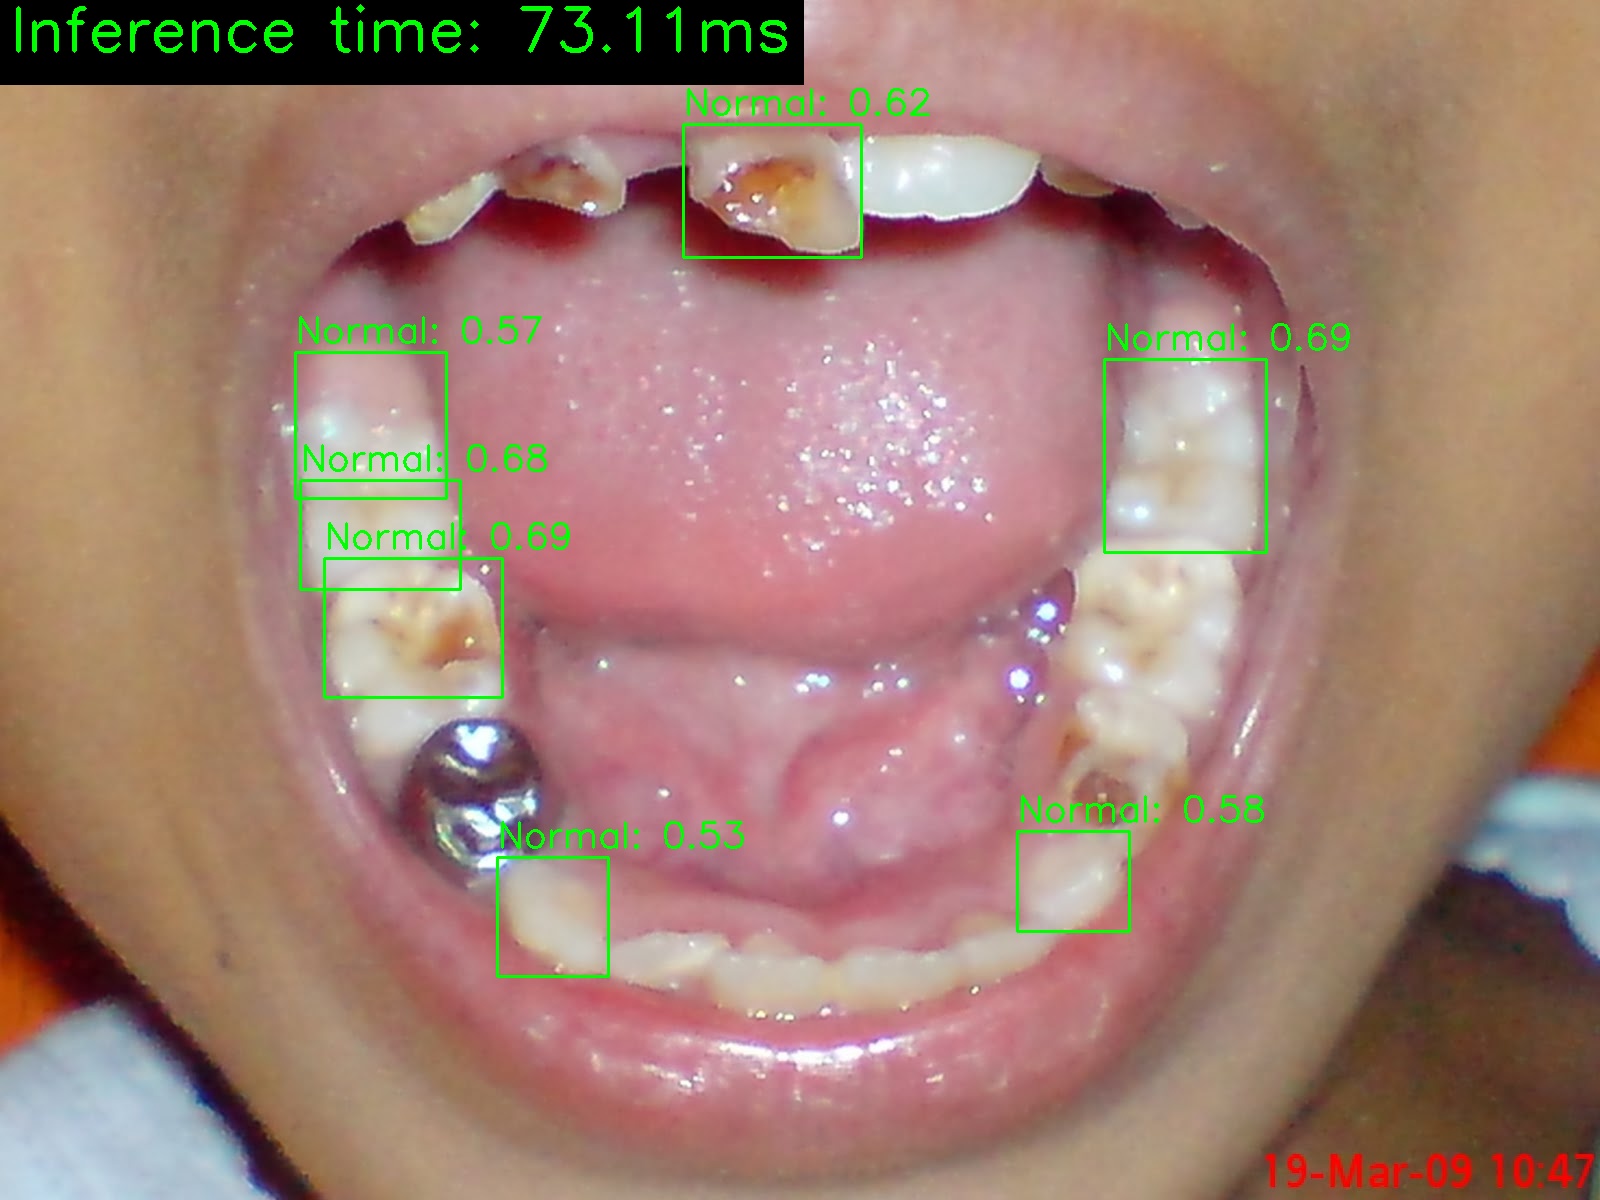 Inference time: 73.11ms
Normal: 0.62
Normal: 0.57
Normal: 0.69
Normal: 0.68
Normal: 0.69
Normal: 0.53
Normal: 0.58
19-Mar-09 10:47